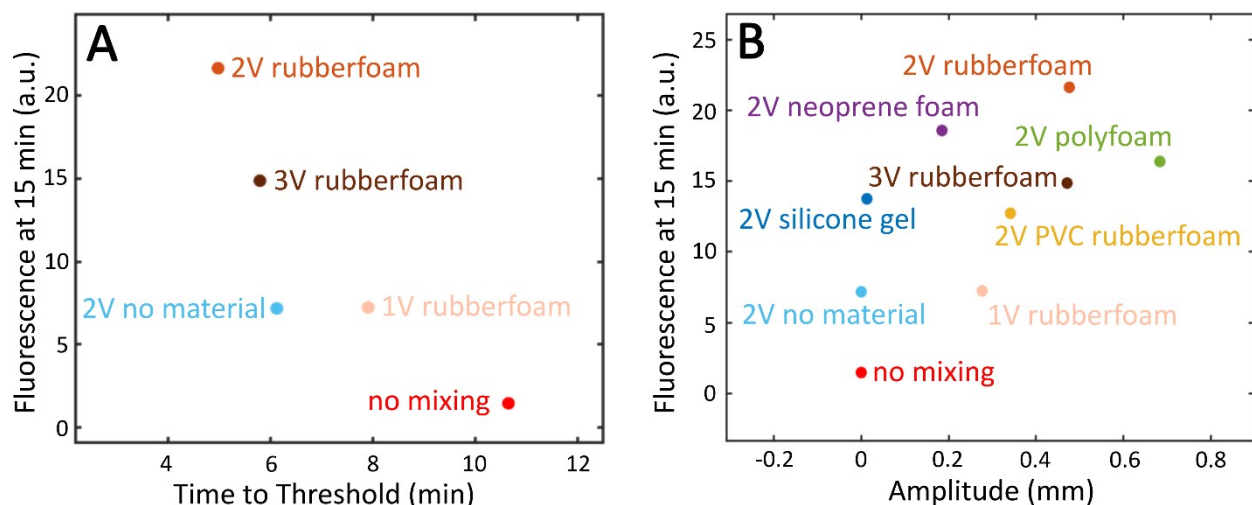 A
Fluorescence at 15 min (a.u.)
20
15
10
5
0
2V rubberfoam
3V rubberfoam
2V no material
1V rubberfoam
no mixing
4 6 8 10 12
Time to Threshold (min)
B
Fluorescence at 15 min (a.u.)
25
20
15
10
5
0
2V rubberfoam
2V neoprene foam
2V polyfoam
3V rubberfoam
2V silicone gel
2V PVC rubberfoam
2V no material
1V rubberfoam
no mixing
-0.2 0 0.2 0.4 0.6 0.8
Amplitude (mm)